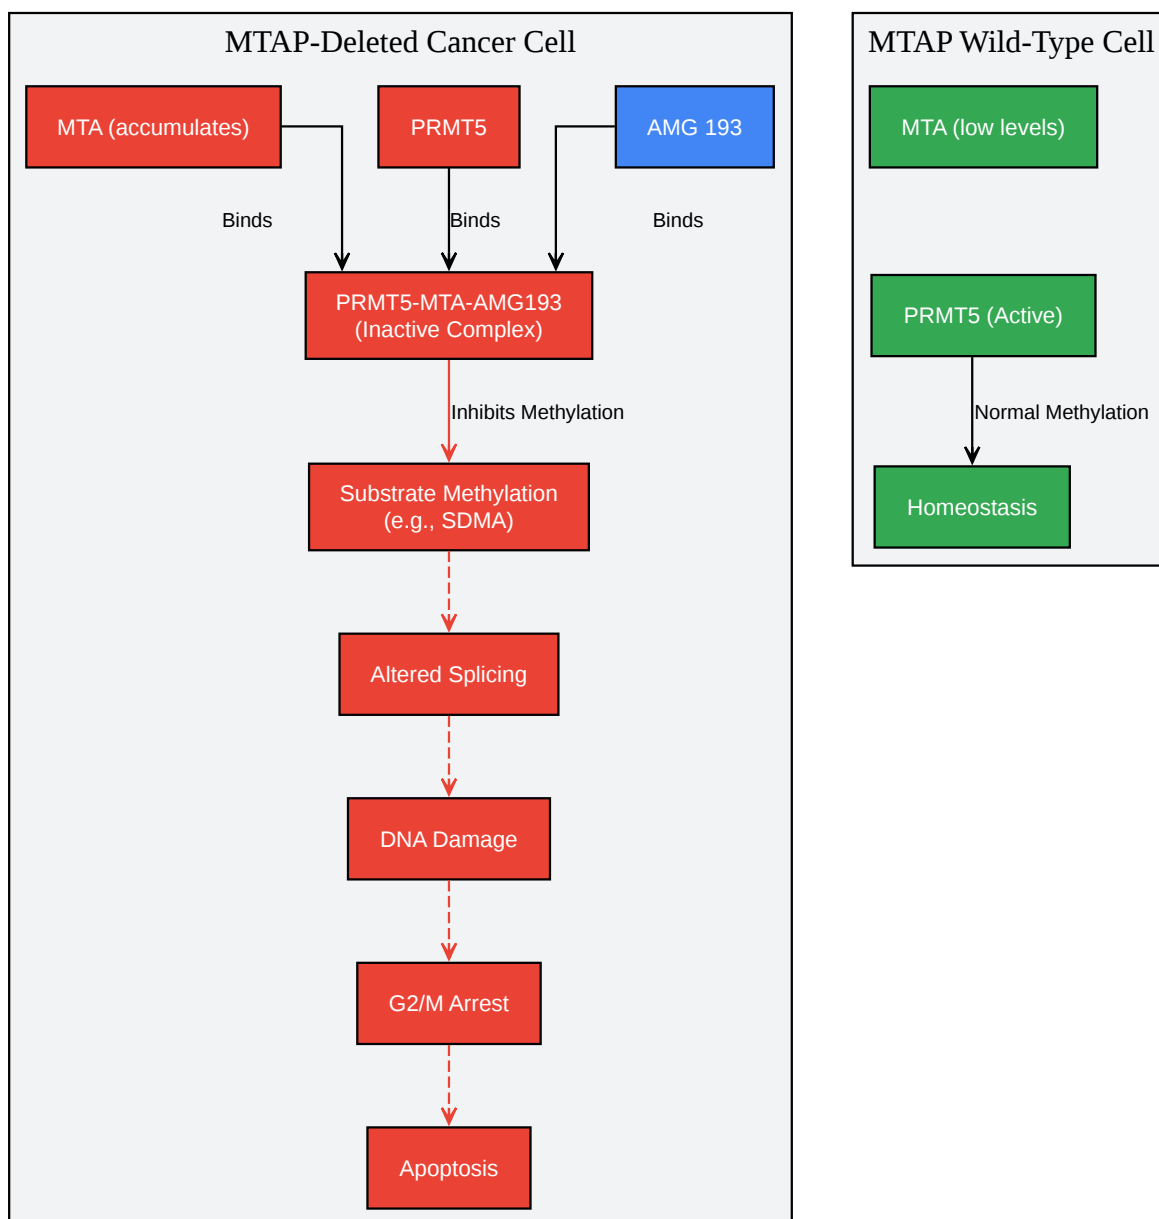 MTAP-Deleted Cancer Cell
MTA (accumulates)
PRMT5
AMG 193
Binds
Binds
Binds
PRMT5-MTA-AMG193
(Inactive Complex)
Inhibits Methylation
Substrate Methylation
(e.g., SDMA)
Altered Splicing
DNA Damage
G2/M Arrest
Apoptosis
MTAP Wild-Type Cell
MTA (low levels)
PRMT5 (Active)
Normal Methylation
Homeostasis